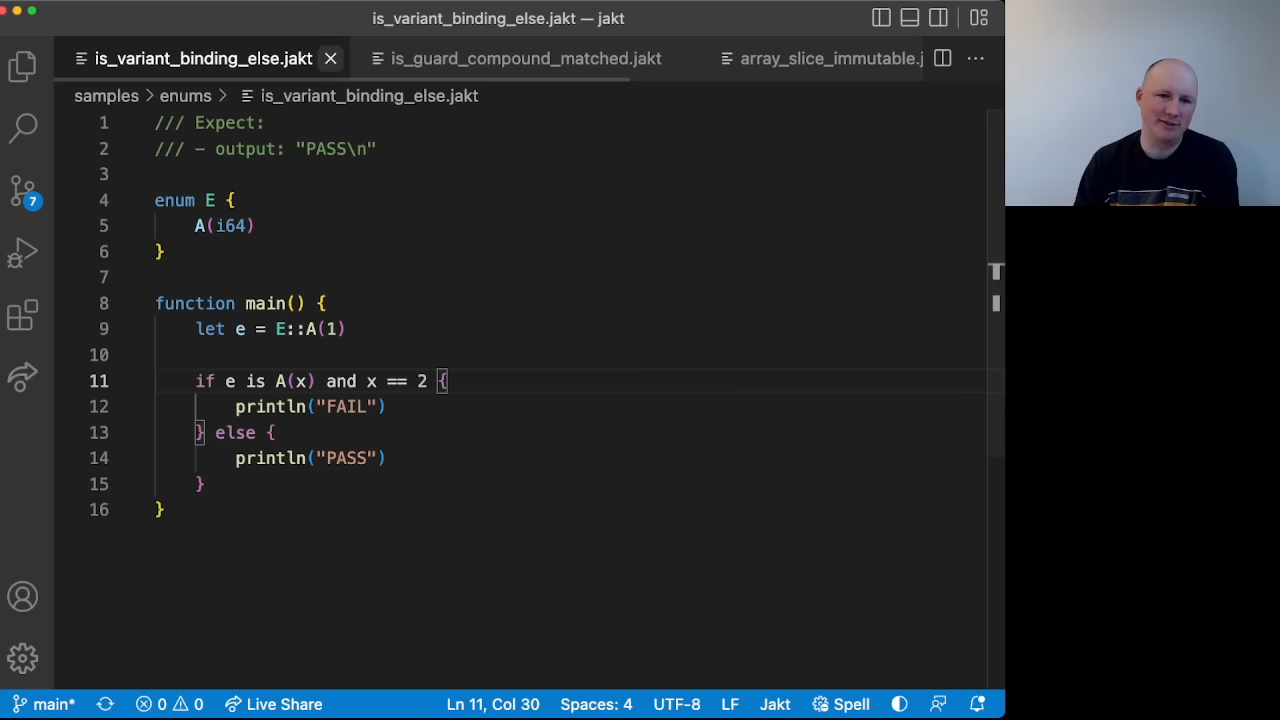 is_variant_binding_else.jakt — jakt
is_variant_binding_else.jakt
is_guard_compound_matched.jakt
array_slice_immutable.j
samples > enums > is_variant_binding_else.jakt
1 /// Expect:
2 /// - output: "PASS\n"
3
4 enum E {
5 A(i64)
6 }
7
8 function main() {
9 let e = E::A(1)
10
11 if e is A(x) and x == 2 {
12 println("FAIL")
13 } else {
14 println("PASS")
15 }
16 }
7
main* 0 0 Live Share Ln 11, Col 30 Spaces: 4 UTF-8 LF Jakt Spell